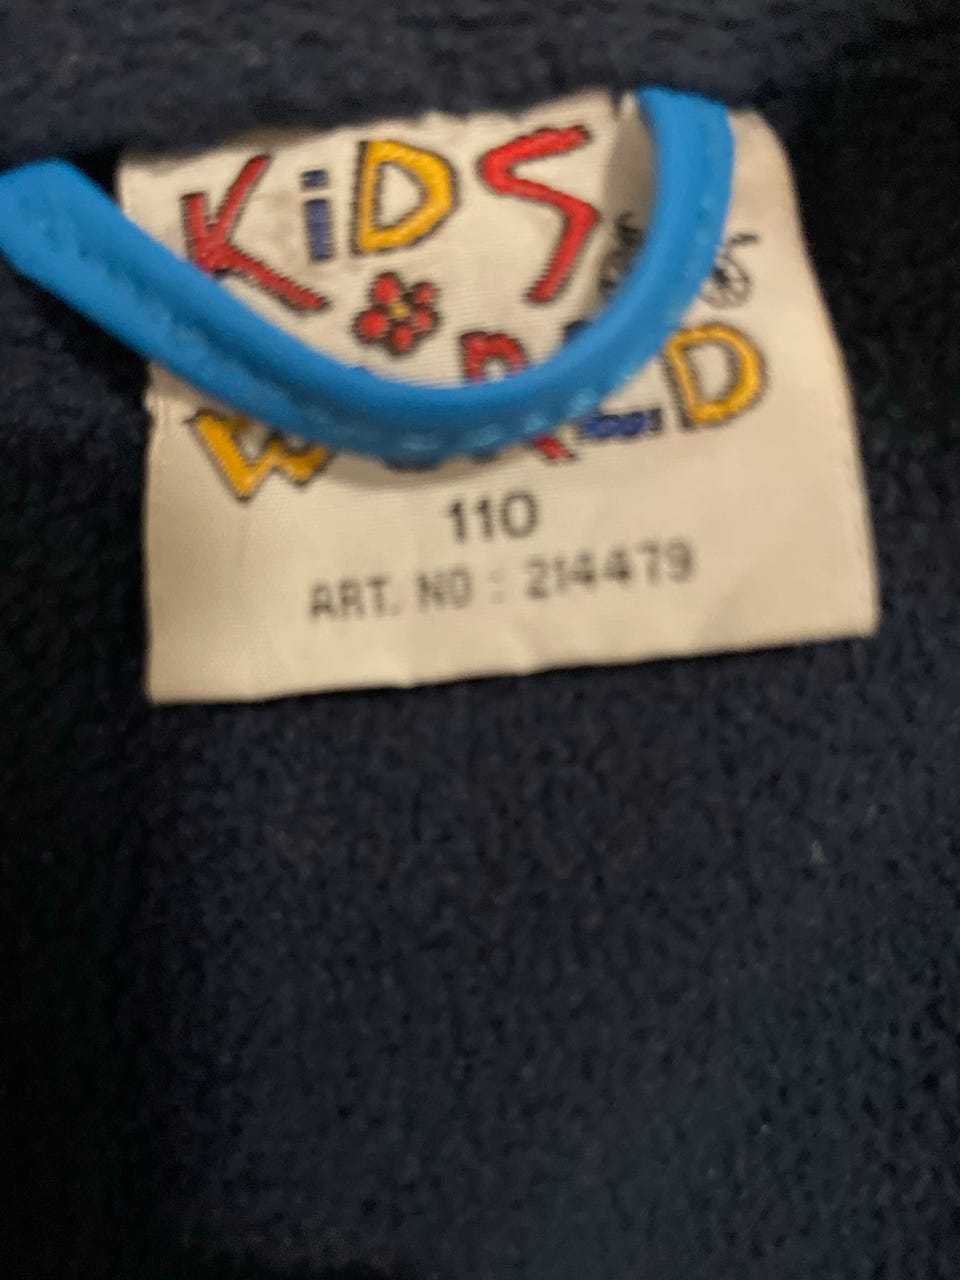 KiDS
WORLD
110
ART. NO : 214479